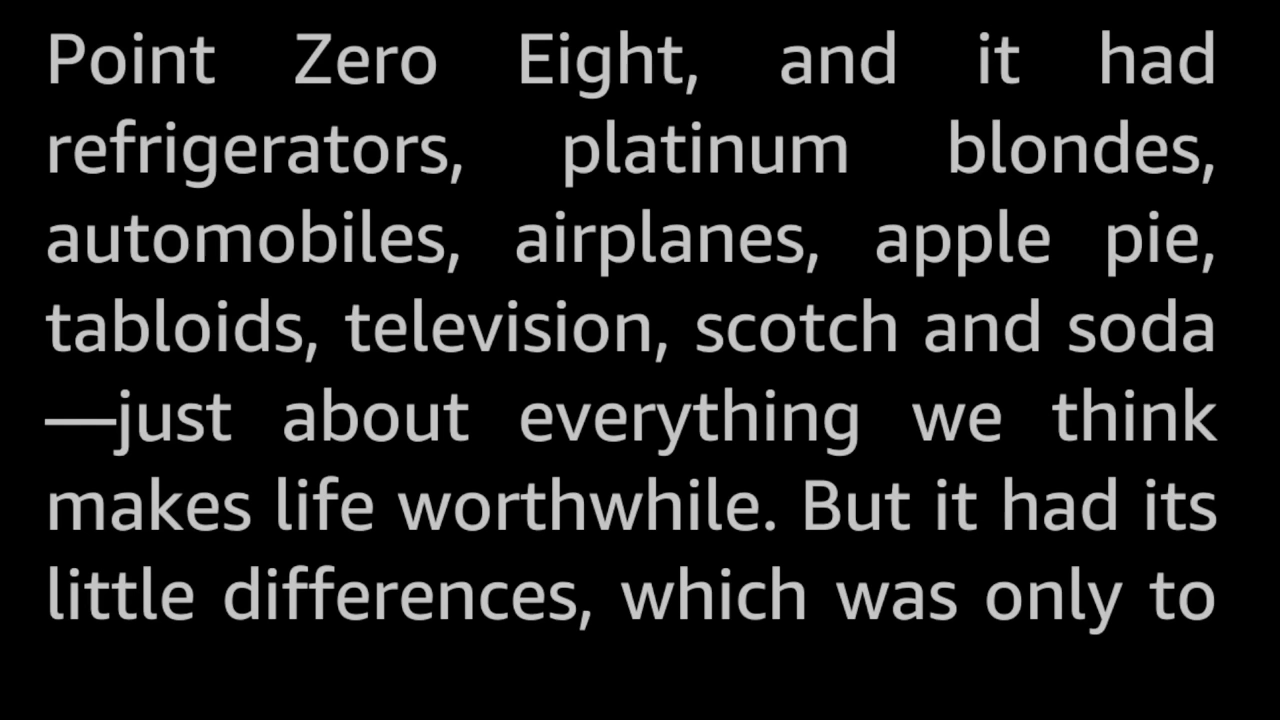 Point Zero Eight, and it had
refrigerators, platinum blondes,
automobiles, airplanes, apple pie,
tabloids, television, scotch and soda
—just about everything we think
makes life worthwhile. But it had its
little differences, which was only to